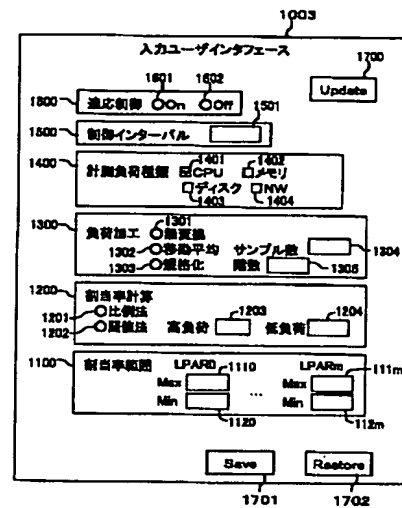 1003
入力ユーザインタフェース
1700
Update
1601 1602
1600 適応制御 On Off
1501
1500 制御インターバル
1400 計測負荷種類 1401 CPU 1402 メモリ
ディスク NW
1403 1404
1300 負荷加工 1301 無変換
1302 移動平均 サンプル数 1304
1303 規格化 階数 1305
1200 割当率計算
1201 比例法 1203 1204
1202 閾値法 高負荷 低負荷
1100 割当率範囲 LPAR0 1110 LPARm 111m
Max Max
Min ... Min
1120 112m
Save Restore
1701 1702